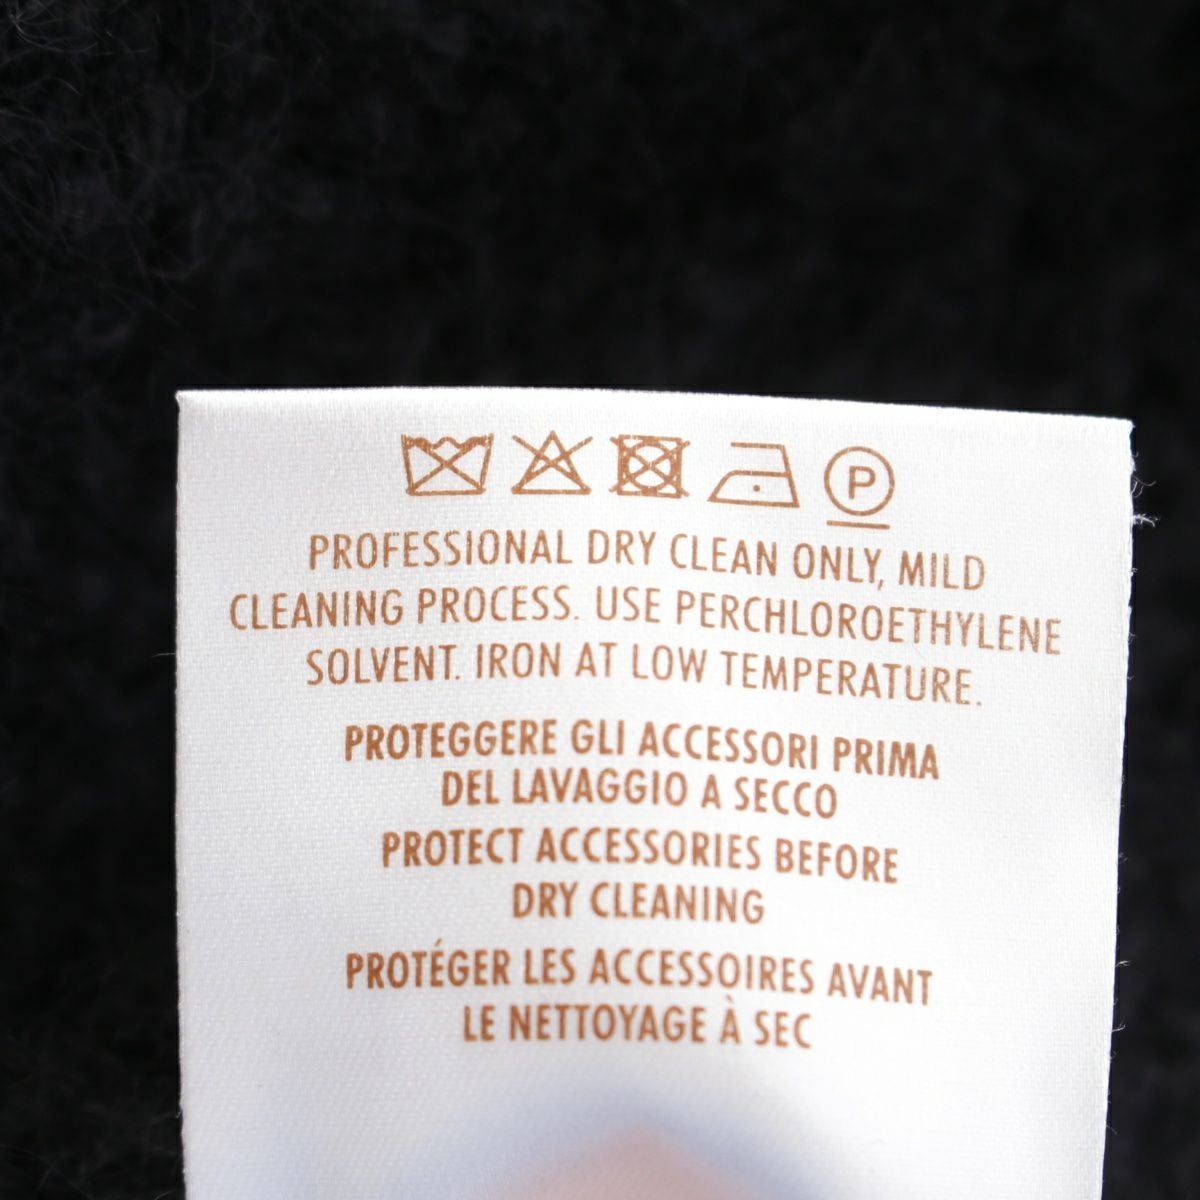 P
PROFESSIONAL DRY CLEAN ONLY, MILD
CLEANING PROCESS. USE PERCHLOROETHYLENE
SOLVENT. IRON AT LOW TEMPERATURE.
PROTEGGERE GLI ACCESSORI PRIMA
DEL LAVAGGIO A SECCO
PROTECT ACCESSORIES BEFORE
DRY CLEANING
PROTÉGER LES ACCESSOIRES AVANT
LE NETTOYAGE À SEC